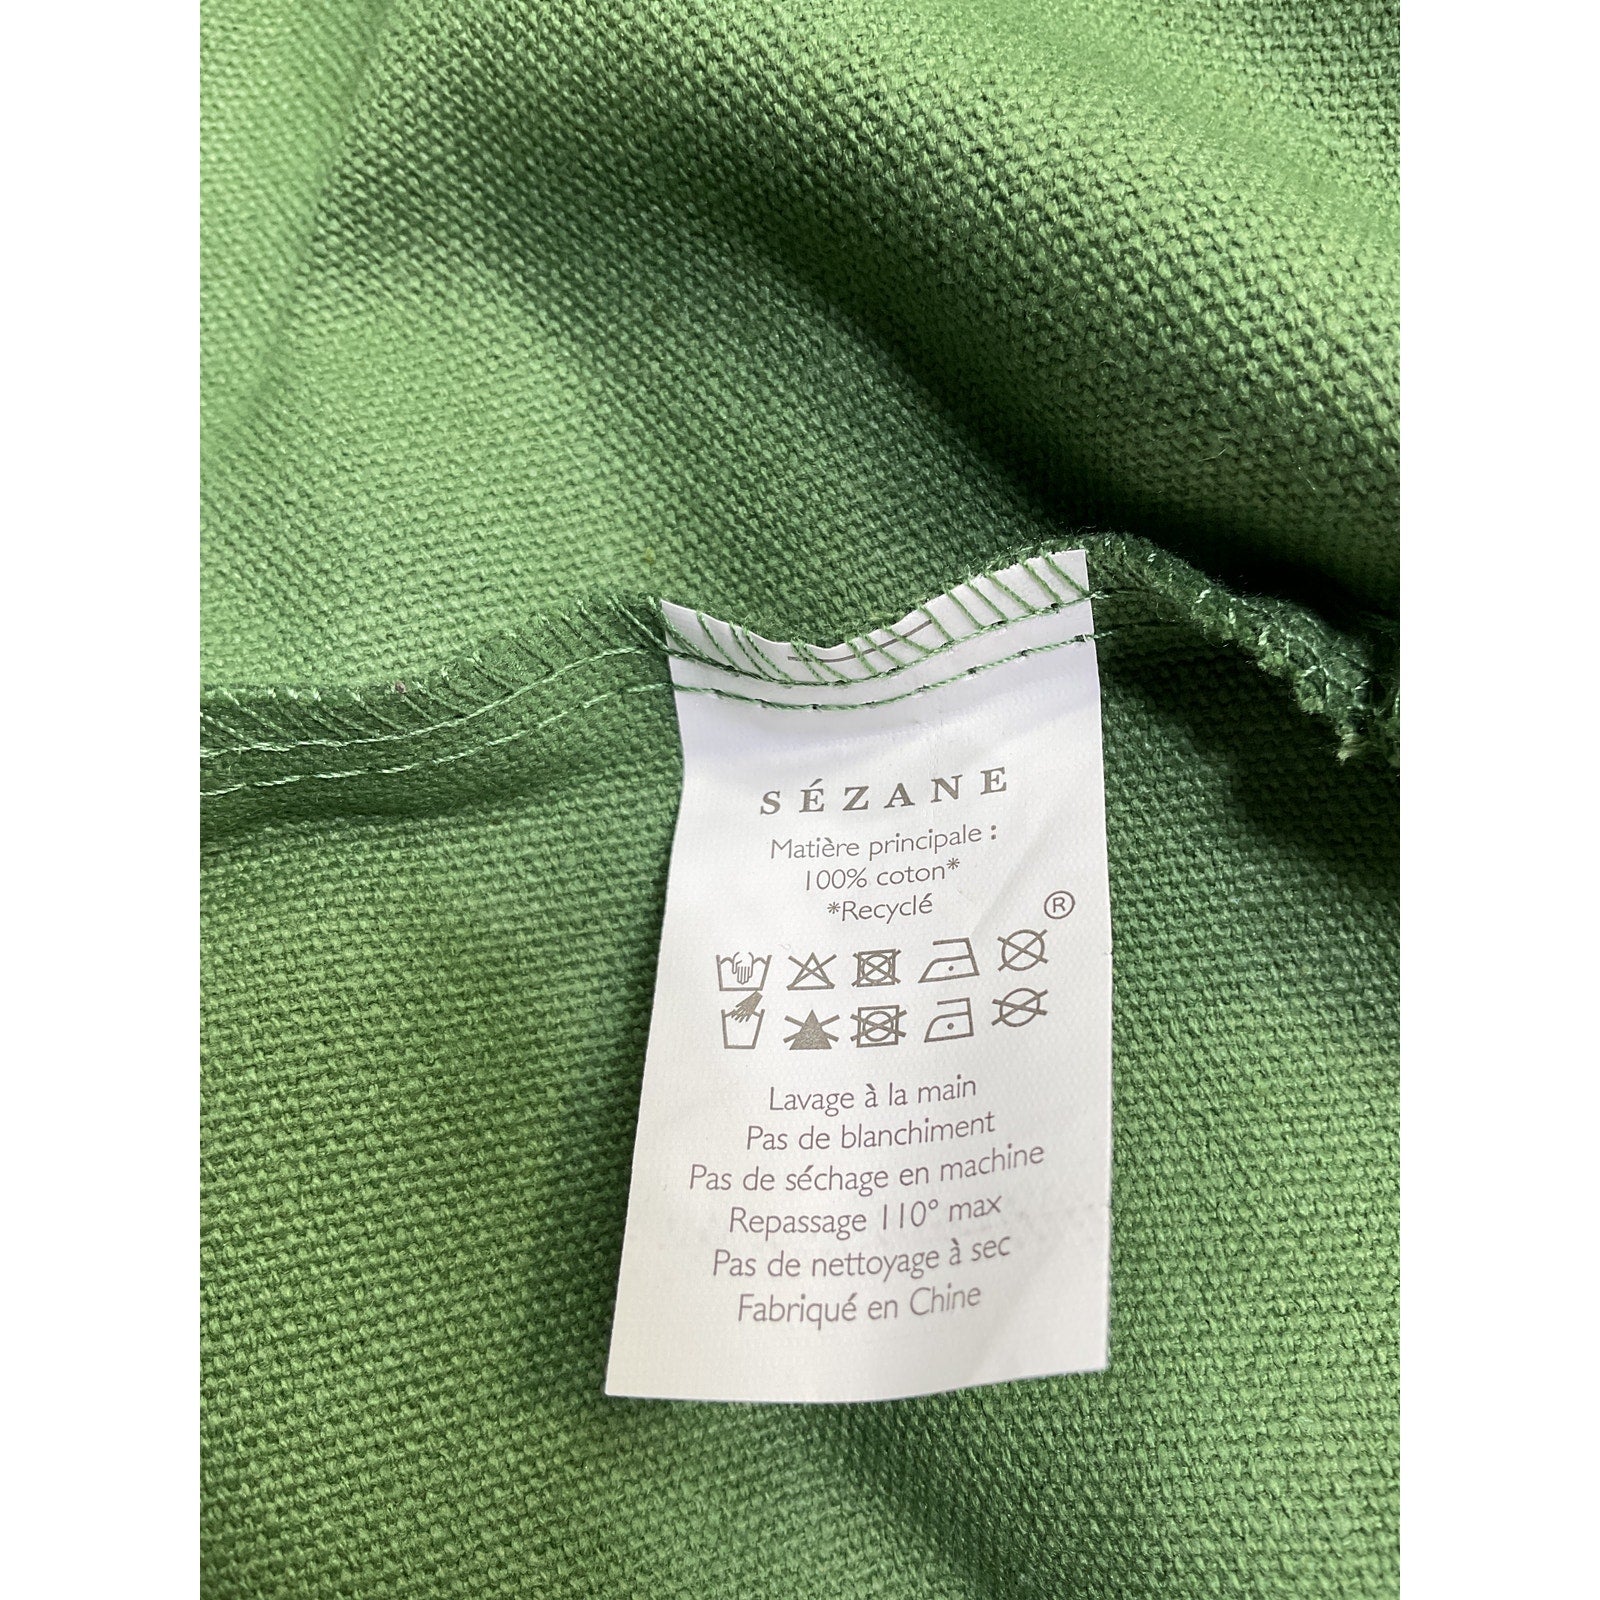 SÉZANE
Matière principale :
100% coton*
*Recyclé
®
Lavage à la main
Pas de blanchiment
Pas de séchage en machine
Repassage 110° max
Pas de nettoyage à sec
Fabriqué en Chine